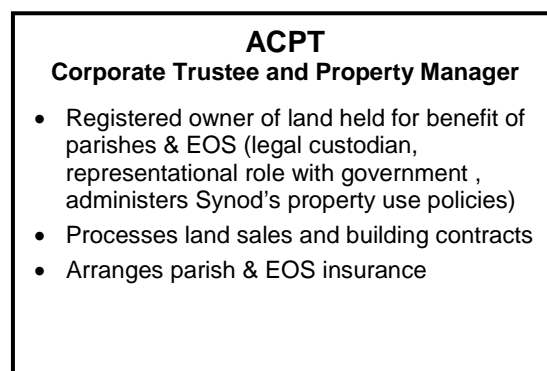 ACPT
Corporate Trustee and Property Manager
• Registered owner of land held for benefit of
parishes & EOS (legal custodian,
representational role with government ,
administers Synod's property use policies)
• Processes land sales and building contracts
• Arranges parish & EOS insurance